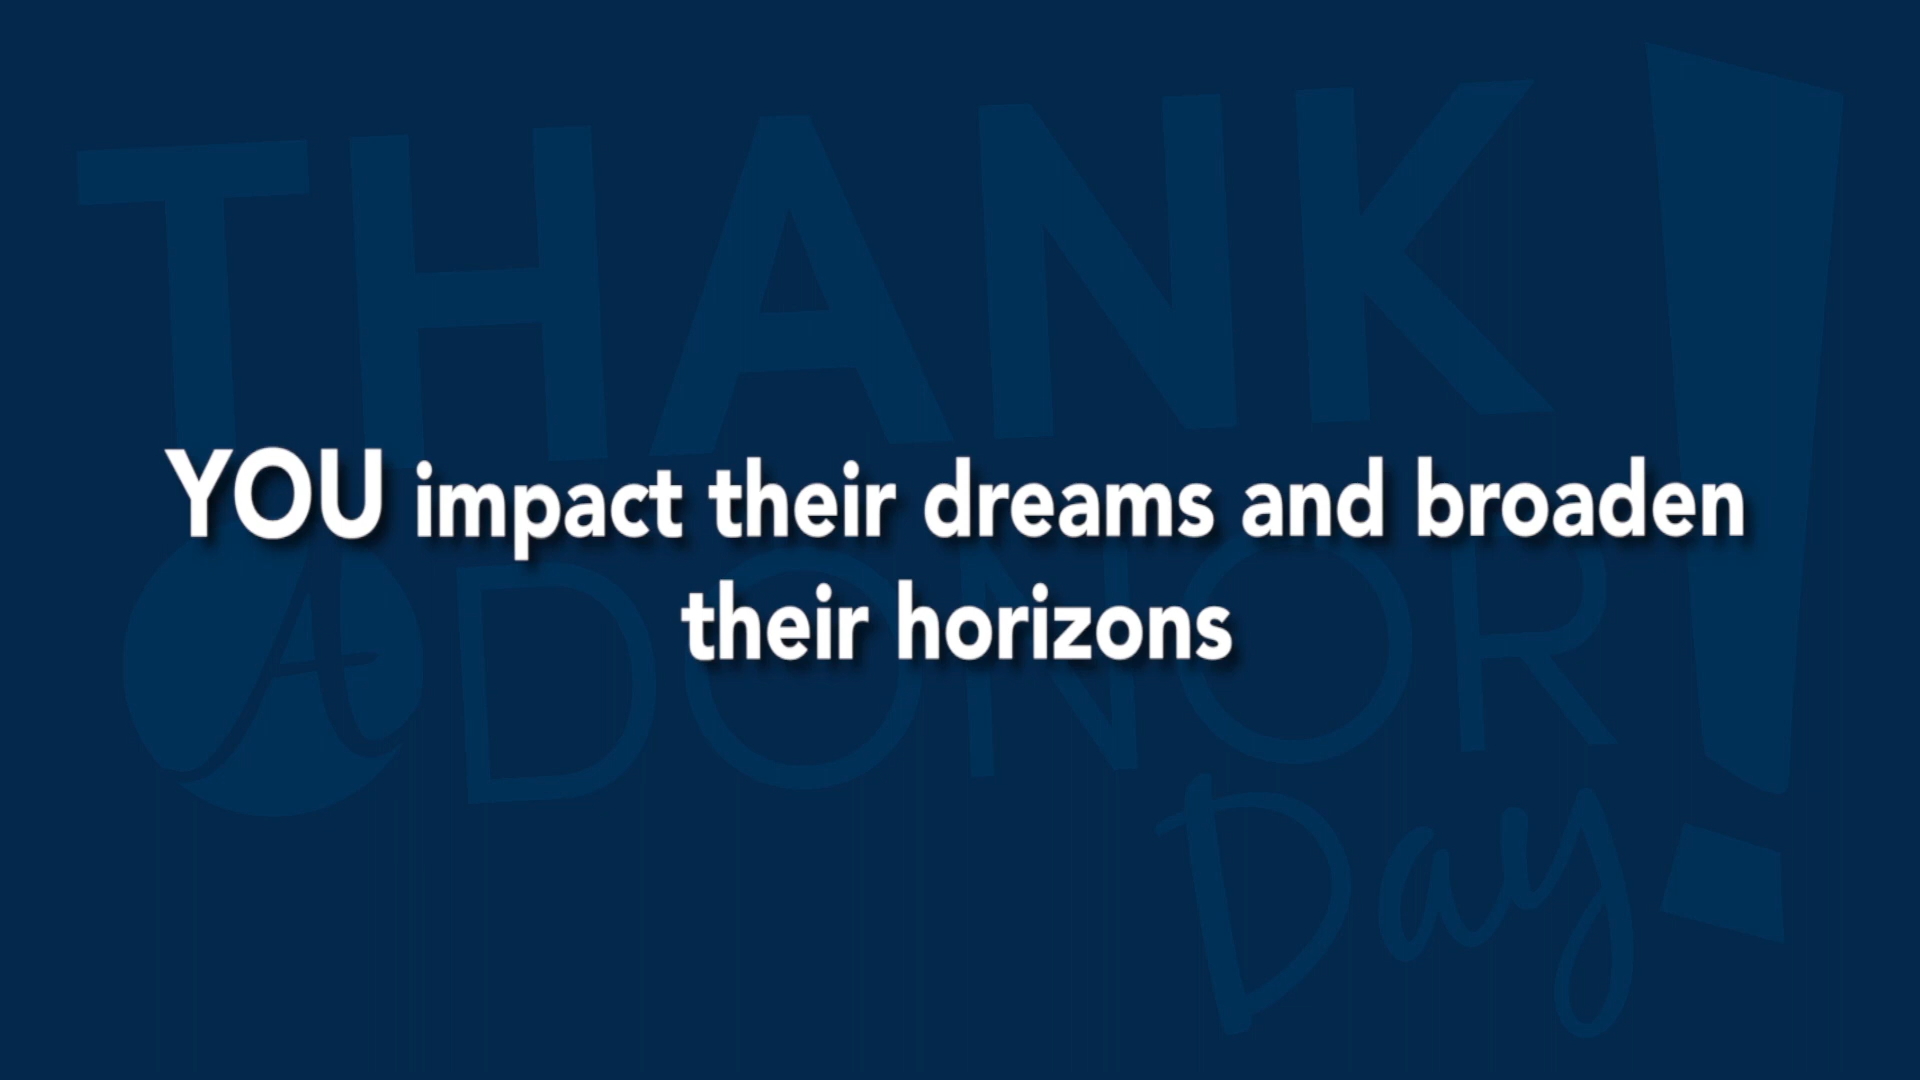 THANK!
A DONOR
Day
YOU impact their dreams and broaden
their horizons